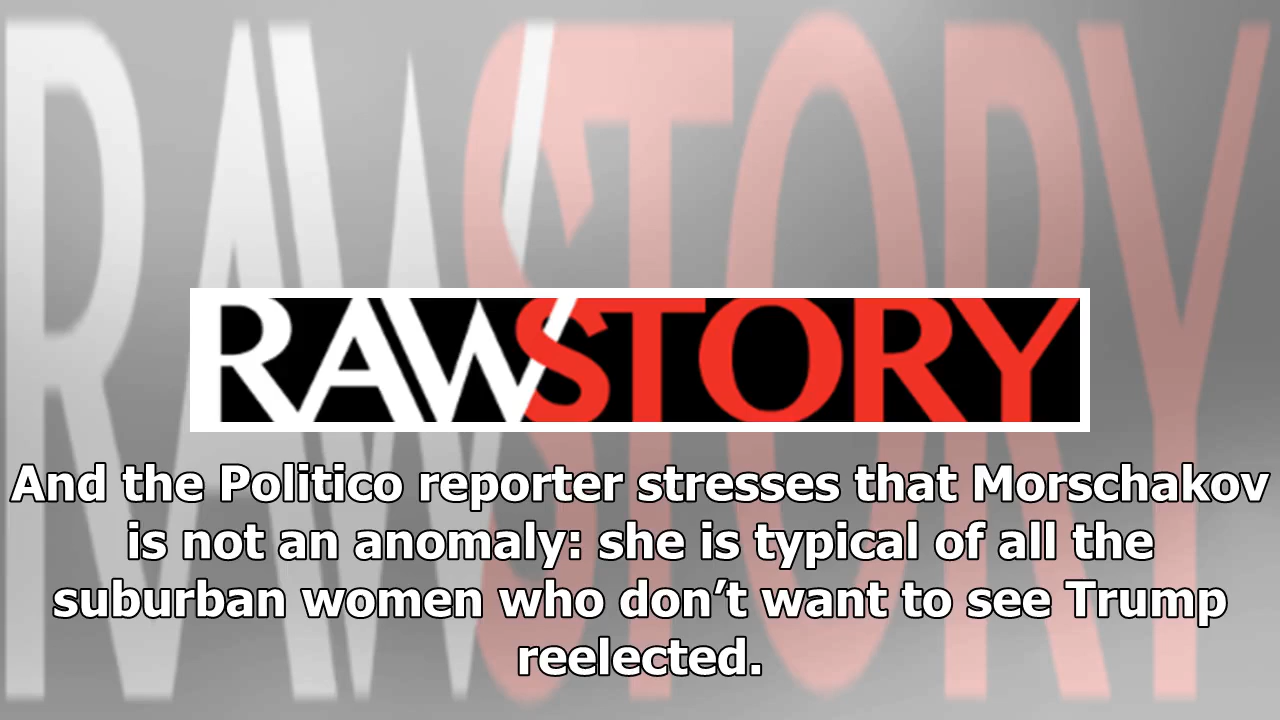 RAWSTORY
RAWSTORY
And the Politico reporter stresses that Morschakov
is not an anomaly: she is typical of all the
suburban women who don’t want to see Trump
reelected.